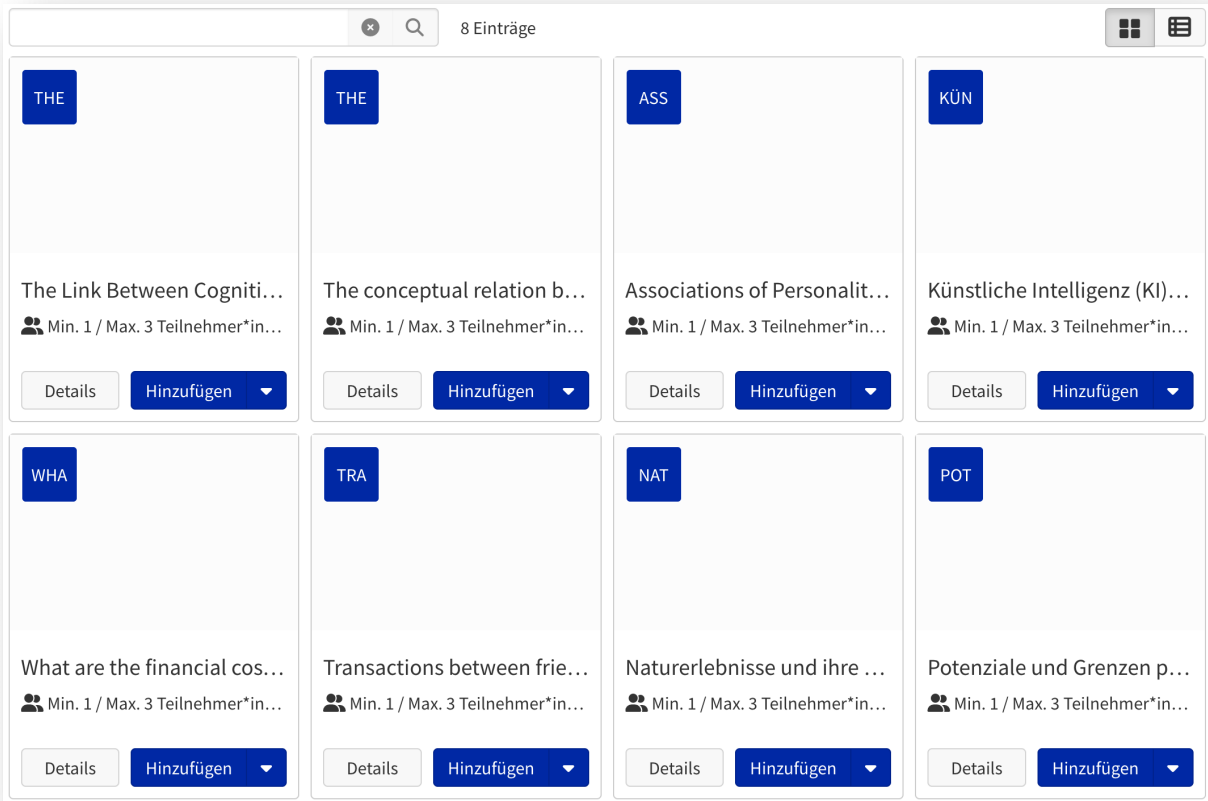 8 Einträge
THE
THE
ASS
KÜN
The Link Between Cogniti...
The conceptual relation b...
Associations of Personalit...
Künstliche Intelligenz (KI)...
Min. 1 / Max. 3 Teilnehmer*in...
Min. 1 / Max. 3 Teilnehmer*in...
Min. 1 / Max. 3 Teilnehmer*in...
Min. 1 / Max. 3 Teilnehmer*in...
Details
Hinzufügen
Details
Hinzufügen
Details
Hinzufügen
Details
Hinzufügen
WHA
TRA
NAT
POT
What are the financial cos...
Transactions between frie...
Naturerlebnisse und ihre ...
Potenziale und Grenzen p...
Min. 1 / Max. 3 Teilnehmer*in...
Min. 1 / Max. 3 Teilnehmer*in...
Min. 1 / Max. 3 Teilnehmer*in...
Min. 1 / Max. 3 Teilnehmer*in...
Details
Hinzufügen
Details
Hinzufügen
Details
Hinzufügen
Details
Hinzufügen